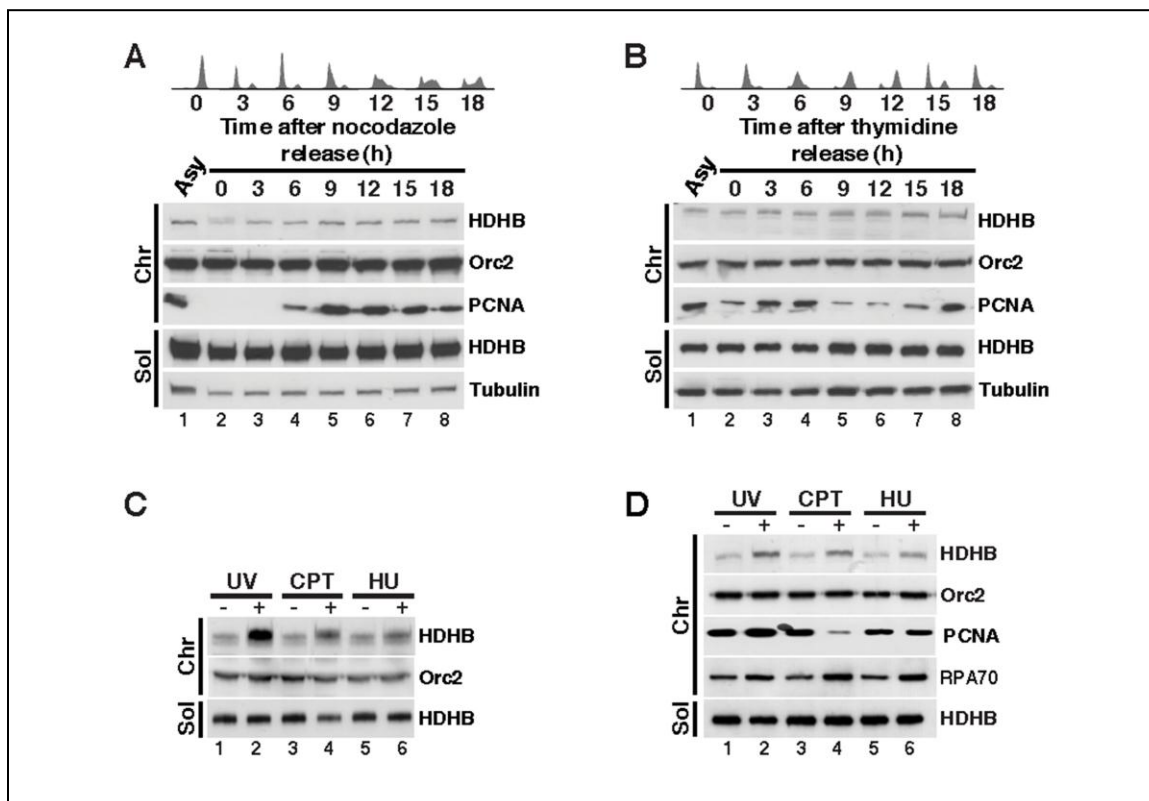 A
0 3 6 9 12 15 18
Time after nocodazole
release (h)
Asy 0 3 6 9 12 15 18
Chr
HDHB
Orc2
PCNA
Sol
HDHB
Tubulin
1 2 3 4 5 6 7 8
B
0 3 6 9 12 15 18
Time after thymidine
release (h)
Asy 0 3 6 9 12 15 18
Chr
HDHB
Orc2
PCNA
Sol
HDHB
Tubulin
1 2 3 4 5 6 7 8
C
UV CPT HU
- + - + - +
Chr
HDHB
Orc2
Sol
HDHB
1 2 3 4 5 6
D
UV CPT HU
- + - + - +
Chr
HDHB
Orc2
PCNA
RPA70
Sol
HDHB
1 2 3 4 5 6